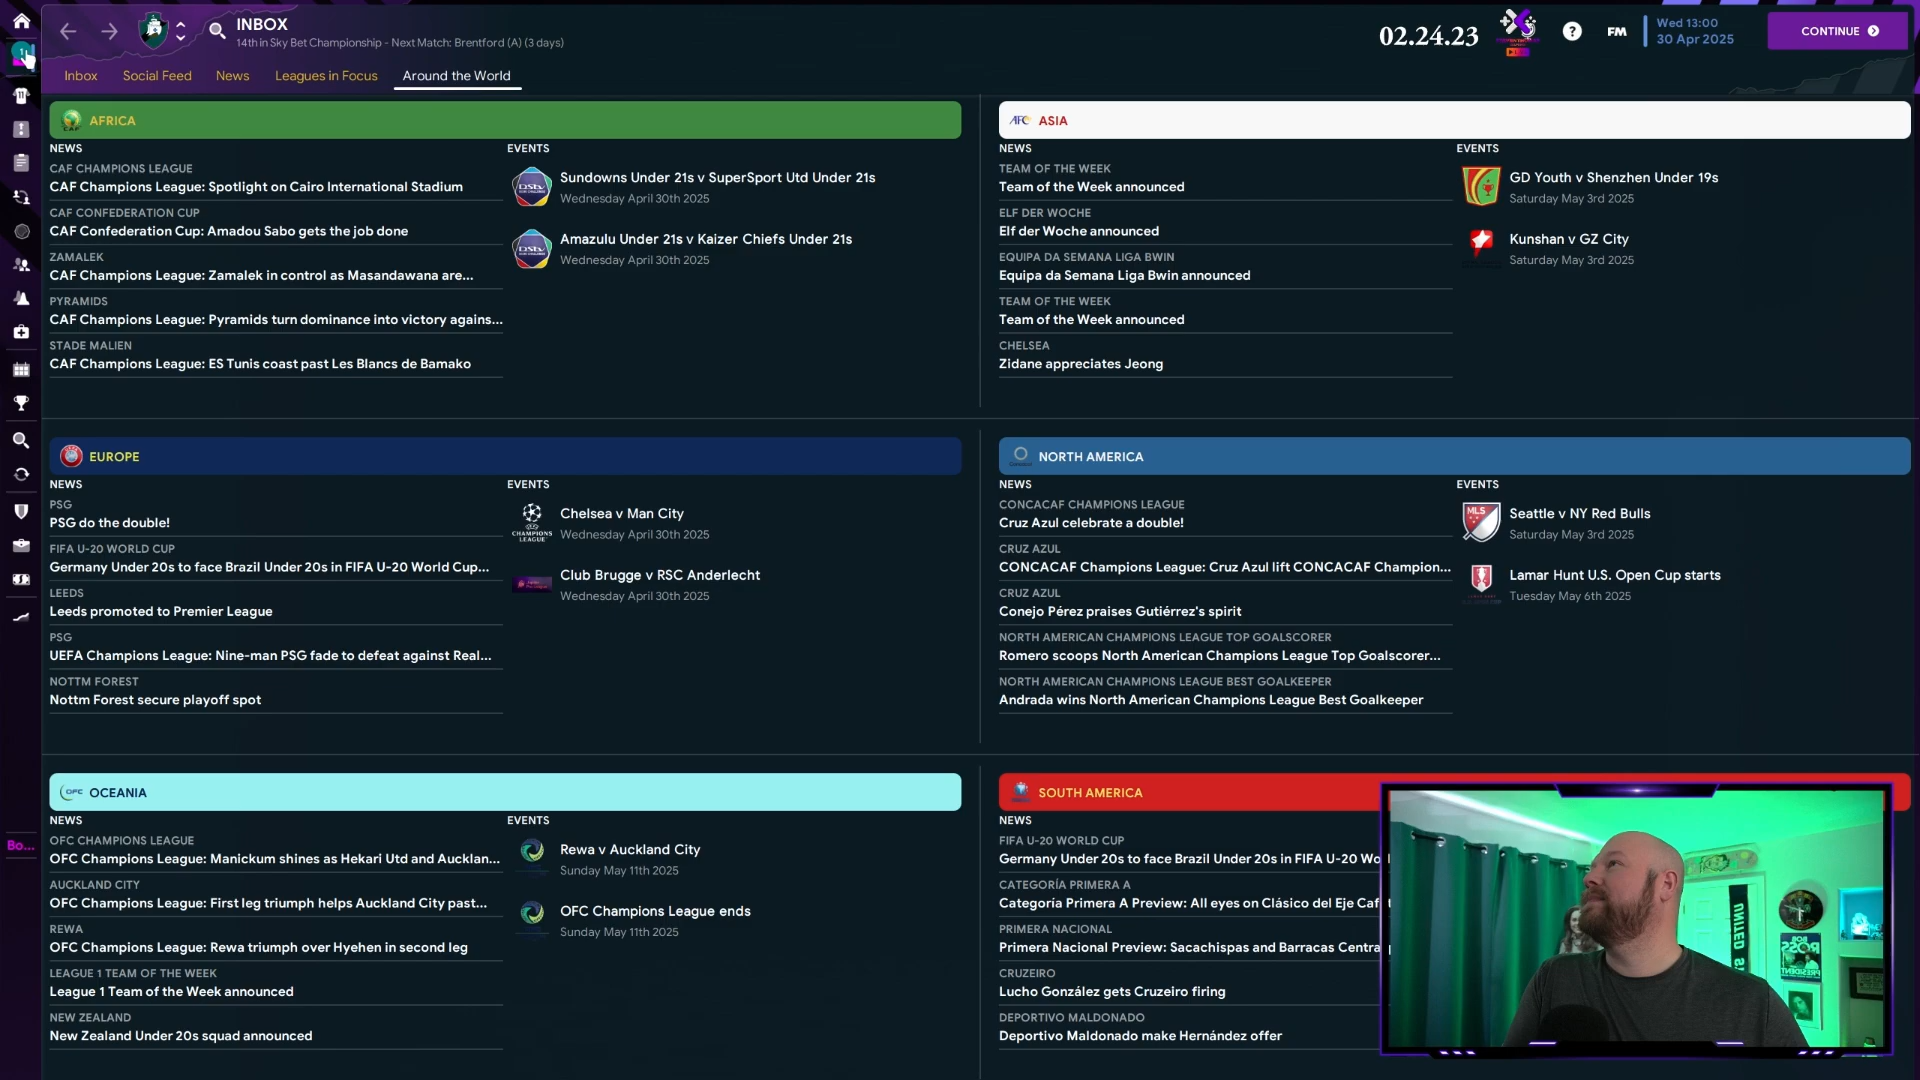 INBOX
14th in Sky Bet Championship - Next Match: Brentford (A) (3 days)
02.24.23
FM
Wed 13:00
30 Apr 2025
CONTINUE
Inbox
Social Feed
News
Leagues in Focus
Around the World
AFRICA
NEWS
CAF CHAMPIONS LEAGUE
CAF Champions League: Spotlight on Cairo International Stadium
CAF CONFEDERATION CUP
CAF Confederation Cup: Amadou Sabo gets the job done
ZAMALEK
CAF Champions League: Zamalek in control as Masandawana are...
PYRAMIDS
CAF Champions League: Pyramids turn dominance into victory agains...
STADE MALIEN
CAF Champions League: ES Tunis coast past Les Blancs de Bamako
EVENTS
Sundowns Under 21s v SuperSport Utd Under 21s
Wednesday April 30th 2025
Amazulu Under 21s v Kaizer Chiefs Under 21s
Wednesday April 30th 2025
AFC
ASIA
NEWS
TEAM OF THE WEEK
Team of the Week announced
ELF DER WOCHE
Elf der Woche announced
EQUIPA DA SEMANA LIGA BWIN
Equipa da Semana Liga Bwin announced
TEAM OF THE WEEK
Team of the Week announced
CHELSEA
Zidane appreciates Jeong
EVENTS
GD Youth v Shenzhen Under 19s
Saturday May 3rd 2025
Kunshan v GZ City
Saturday May 3rd 2025
EUROPE
NEWS
PSG
PSG do the double!
FIFA U-20 WORLD CUP
Germany Under 20s to face Brazil Under 20s in FIFA U-20 World Cup...
LEEDS
Leeds promoted to Premier League
PSG
UEFA Champions League: Nine-man PSG fade to defeat against Real...
NOTTM FOREST
Nottm Forest secure playoff spot
EVENTS
CHAMPIONS LEAGUE
Chelsea v Man City
Wednesday April 30th 2025
Club Brugge v RSC Anderlecht
Wednesday April 30th 2025
NORTH AMERICA
NEWS
CONCACAF CHAMPIONS LEAGUE
Cruz Azul celebrate a double!
CRUZ AZUL
CONCACAF Champions League: Cruz Azul lift CONCACAF Champion...
CRUZ AZUL
Conejo Pérez praises Gutiérrez's spirit
NORTH AMERICAN CHAMPIONS LEAGUE TOP GOALSCORER
Romero scoops North American Champions League Top Goalscorer...
NORTH AMERICAN CHAMPIONS LEAGUE BEST GOALKEEPER
Andrada wins North American Champions League Best Goalkeeper
EVENTS
MLS
Seattle v NY Red Bulls
Saturday May 3rd 2025
Lamar Hunt U.S. Open Cup starts
Tuesday May 6th 2025
OFC
OCEANIA
NEWS
OFC CHAMPIONS LEAGUE
OFC Champions League: Manickum shines as Hekari Utd and Aucklan...
AUCKLAND CITY
OFC Champions League: First leg triumph helps Auckland City past...
REWA
OFC Champions League: Rewa triumph over Hyehen in second leg
LEAGUE 1 TEAM OF THE WEEK
League 1 Team of the Week announced
NEW ZEALAND
New Zealand Under 20s squad announced
EVENTS
Rewa v Auckland City
Sunday May 11th 2025
OFC Champions League ends
Sunday May 11th 2025
SOUTH AMERICA
NEWS
FIFA U-20 WORLD CUP
Germany Under 20s to face Brazil Under 20s in FIFA U-20 Wo
CATEGORÍA PRIMERA A
Categoría Primera A Preview: All eyes on Clásico del Eje Caf
PRIMERA NACIONAL
Primera Nacional Preview: Sacachispas and Barracas Centra
CRUZEIRO
Lucho González gets Cruzeiro firing
DEPORTIVO MALDONADO
Deportivo Maldonado make Hernández offer
Bo...
UNITED ST
BOB
ROSS
PRESIDENT